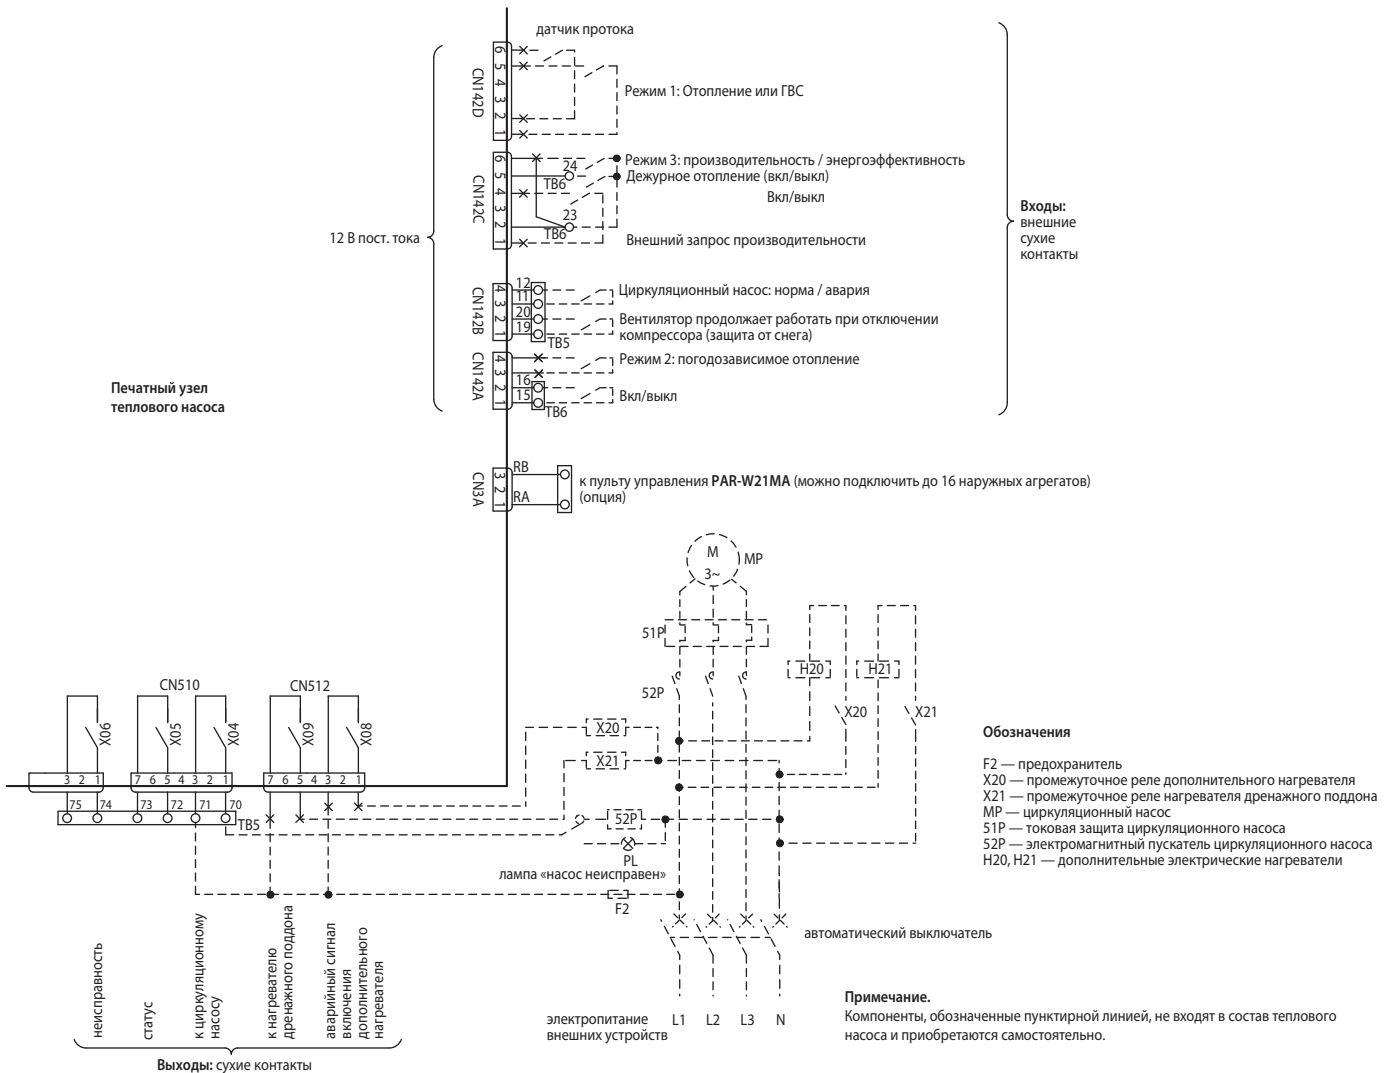 датчик протока
CN142D
6
5
4
3
2
1
Режим 1: Отопление или ГВС
CN142C
6
5
4
3
2
1
24
TB6
23
TB6
Режим 3: производительность / энергоэффективность
Дежурное отопление (вкл/выкл)
Вкл/выкл
Внешний запрос производительности
12 В пост. тока
Входы:
внешние
сухие
контакты
CN142B
4
3
2
1
12
11
20
19
TB5
Циркуляционный насос: норма / авария
Вентилятор продолжает работать при отключении
компрессора (защита от снега)
CN142A
4
3
2
1
16
15
TB6
Режим 2: погодозависимое отопление
Вкл/выкл
Печатный узел
теплового насоса
CN3A
3
2
1
RB
RA
к пульту управления PAR-W21MA (можно подключить до 16 наружных агрегатов)
(опция)
M
3~
MP
51P
52P
H20
H21
X20
X21
CN510
CN512
X06
X05
X04
X09
X08
3 2 1
7 6 5 4 3 2 1
7 6 5 4 3 2 1
75 74 73 72 71 70
TB5
X20
X21
52P
PL
лампа «насос неисправен»
F2
Обозначения
F2 — предохранитель
X20 — промежуточное реле дополнительного нагревателя
X21 — промежуточное реле нагревателя дренажного поддона
MP — циркуляционный насос
51P — токовая защита циркуляционного насоса
52P — электромагнитный пускатель циркуляционного насоса
H20, H21 — дополнительные электрические нагреватели
автоматический выключатель
неисправность
статус
к циркуляционному
насосу
к нагревателю
дренажного поддона
аварийный сигнал
включения
дополнительного
нагревателя
Выходы: сухие контакты
электропитание
внешних устройств
L1 L2 L3 N
Примечание.
Компоненты, обозначенные пунктирной линией, не входят в состав теплового
насоса и приобретаются самостоятельно.